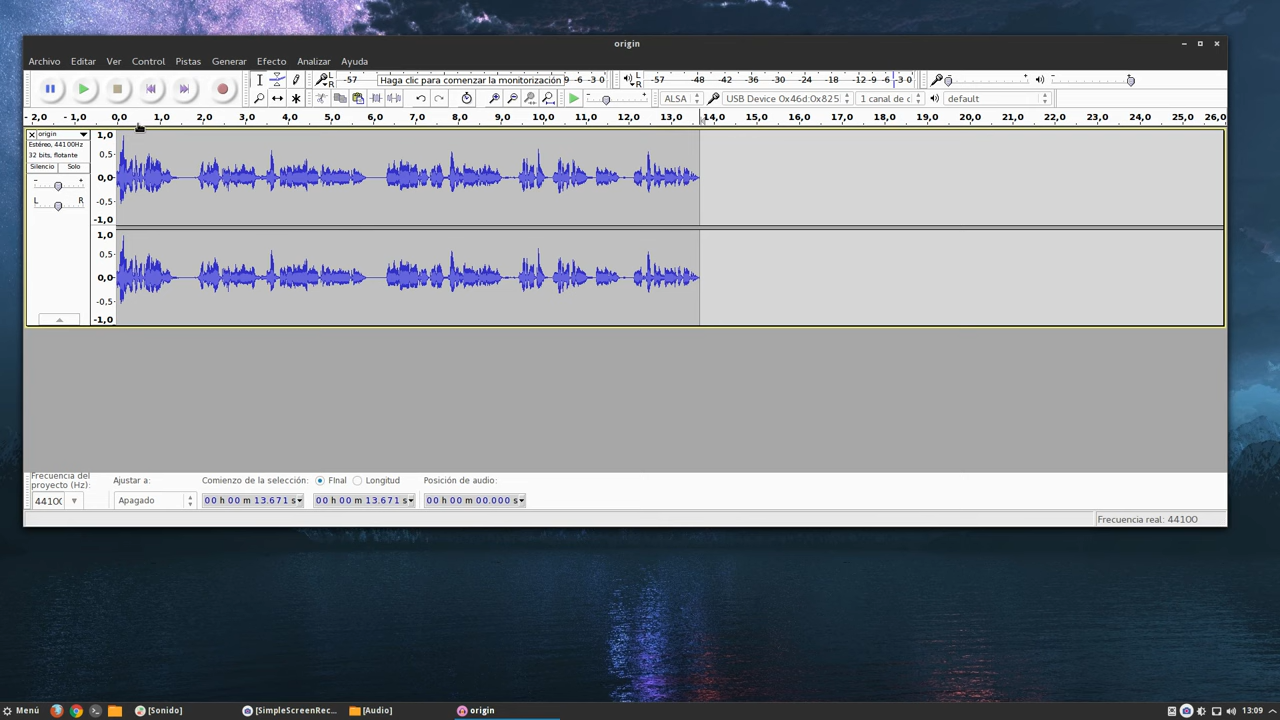 origin
Archivo Editar Ver Control Pistas Generar Efecto Analizar Ayuda
L R -57 Haga clic para comenzar la monitorización 9 -6 -3 0
L R -57 -48 -42 -36 -30 -24 -18 -12 -9 -6 -3 0
ALSA USB Device 0x46d:0x825 1 canal de c default
- 2,0 - 1,0 0,0 1,0 2,0 3,0 4,0 5,0 6,0 7,0 8,0 9,0 10,0 11,0 12,0 13,0 14,0 15,0 16,0 17,0 18,0 19,0 20,0 21,0 22,0 23,0 24,0 25,0 26,0
origin
Estéreo, 44100Hz
32 bits, flotante
Silencio Solo
- +
L R
1,0
0,5-
0,0-
-0,5-
-1,0
1,0
0,5-
0,0-
-0,5-
-1,0
Frecuencia del
proyecto (Hz):
Ajustar a: Comienzo de la selección: FInal Longitud Posición de audio:
Apagado 00 h 00 m 13.671 s 00 h 00 m 13.671 s 00 h 00 m 00.000 s
Frecuencia real: 44100
Menú [Sonido] [SimpleScreenRec... [Audio] origin 13:09